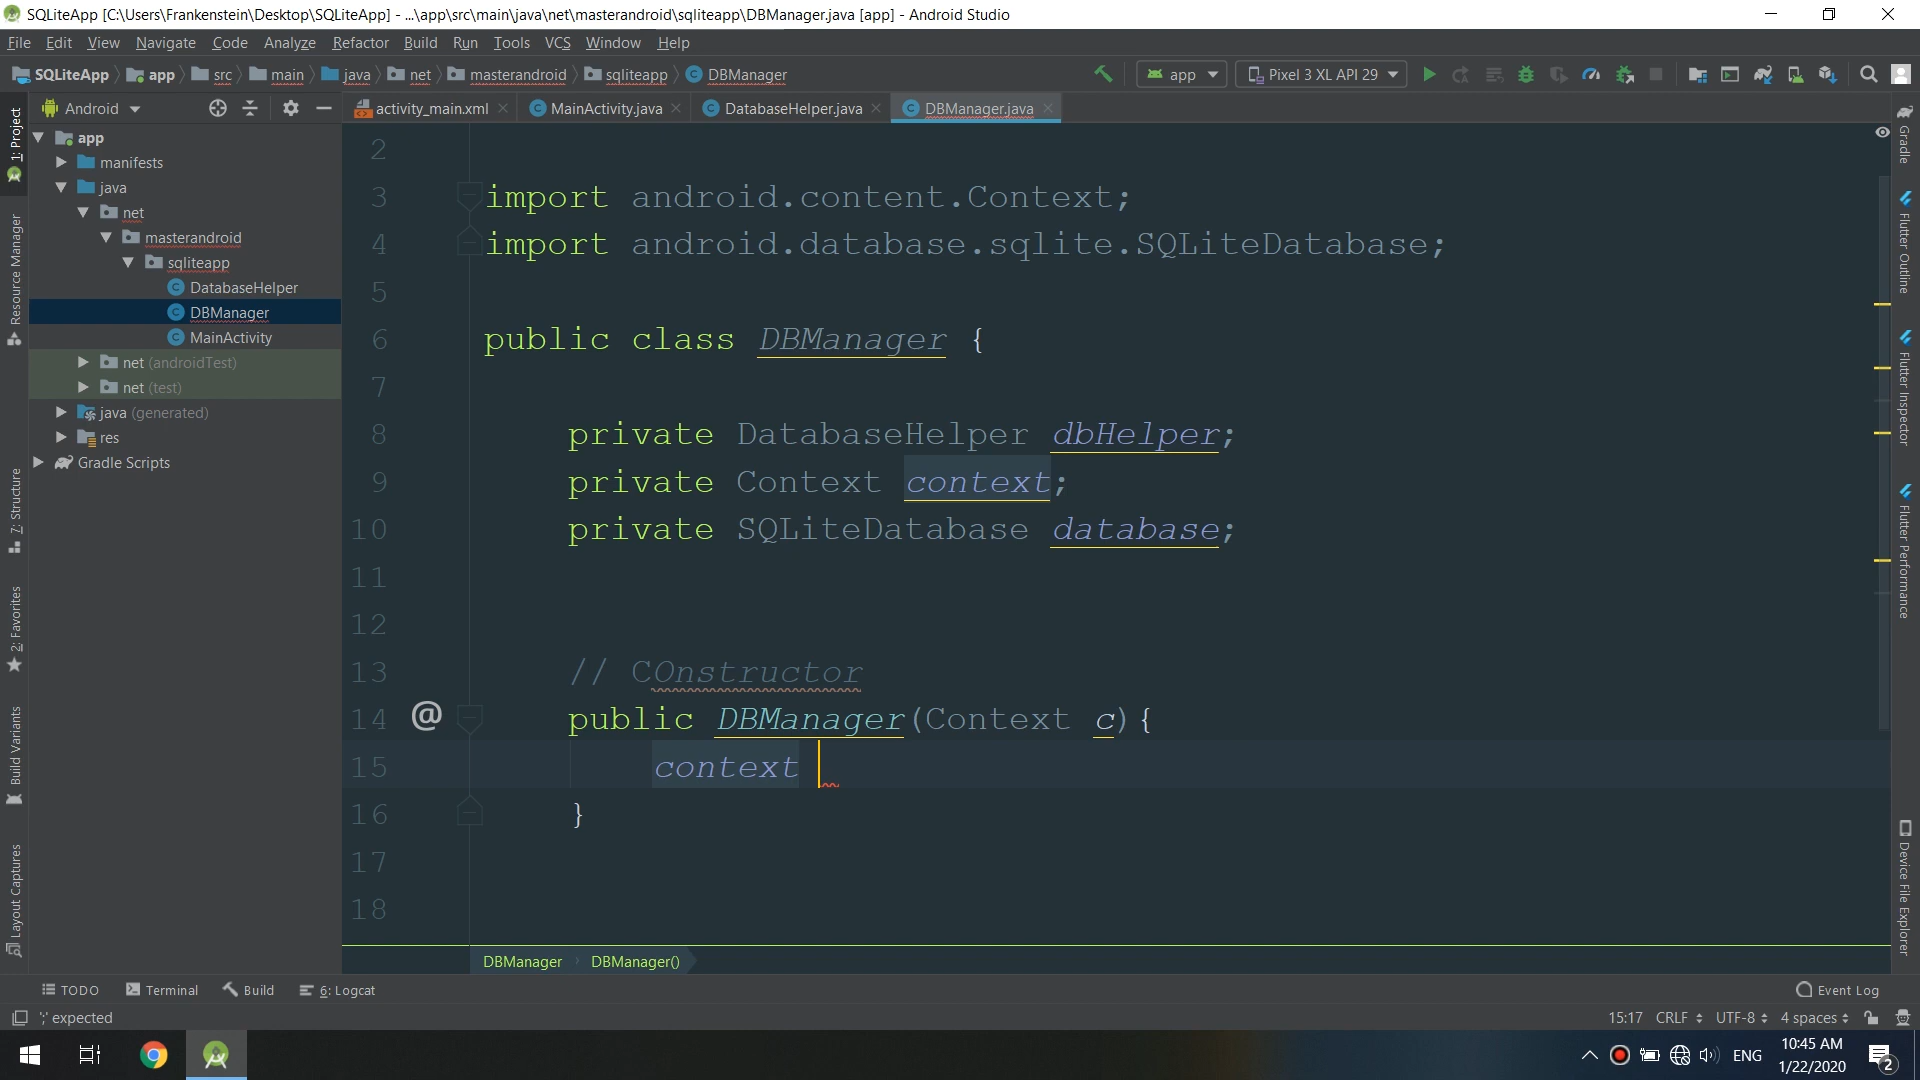 SQLiteApp [C:\Users\Frankenstein\Desktop\SQLiteApp] - ...\app\src\main\java\net\masterandroid\sqliteapp\DBManager.java [app] - Android Studio
File Edit View Navigate Code Analyze Refactor Build Run Tools VCS Window Help
SQLiteApp app src main java net masterandroid sqliteapp DBManager app Pixel 3 XL API 29
Android activity_main.xml MainActivity.java DatabaseHelper.java DBManager.java
1: Project
Resource Manager
7: Structure
2: Favorites
Build Variants
Layout Captures
app
manifests
java
net
masterandroid
sqliteapp
DatabaseHelper
DBManager
MainActivity
net (androidTest)
net (test)
java (generated)
res
Gradle Scripts
2
3 import android.content.Context;
4 import android.database.sqlite.SQLiteDatabase;
5
6 public class DBManager {
7
8 private DatabaseHelper dbHelper;
9 private Context context;
10 private SQLiteDatabase database;
11
12
13 // COnstructor
14 @ public DBManager(Context c){
15 context
16 }
17
18
DBManager DBManager()
Gradle
Flutter Outline
Flutter Inspector
Flutter Performance
Device File Explorer
TODO Terminal Build 6: Logcat Event Log
';' expected 15:17 CRLF UTF-8 4 spaces
ENG 10:45 AM
1/22/2020
2